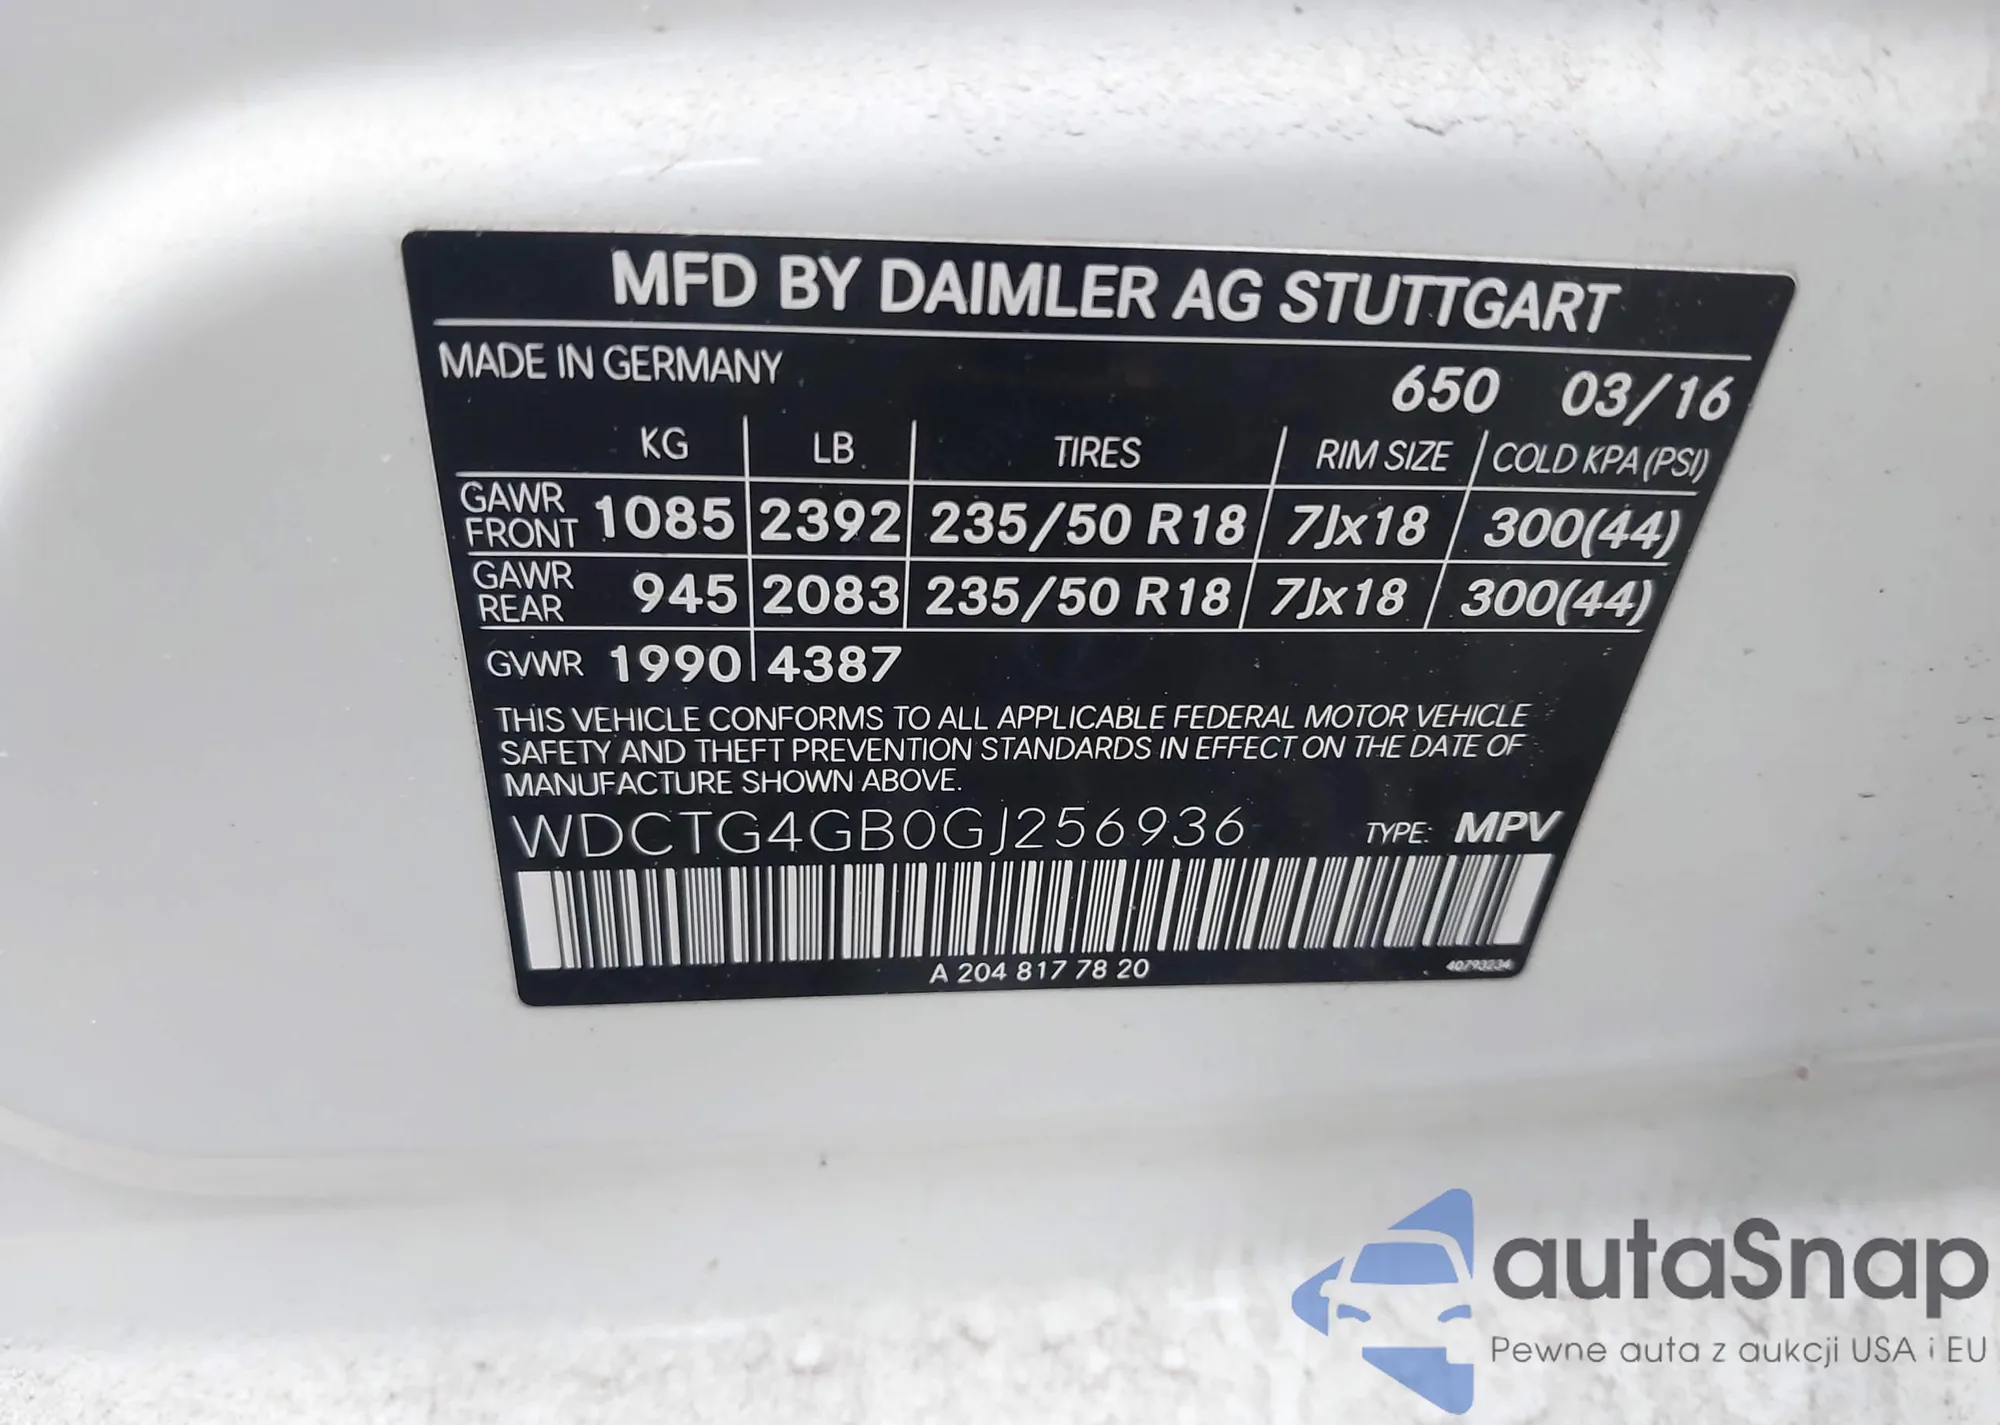 MFD BY DAIMLER AG STUTTGART
MADE IN GERMANY 650 03/16
KG LB TIRES RIM SIZE COLD KPA (PSI)
GAWR FRONT 1085 2392 235/50 R18 7Jx18 300(44)
GAWR REAR 945 2083 235/50 R18 7Jx18 300(44)
GVWR 1990 4387
THIS VEHICLE CONFORMS TO ALL APPLICABLE FEDERAL MOTOR VEHICLE
SAFETY AND THEFT PREVENTION STANDARDS IN EFFECT ON THE DATE OF
MANUFACTURE SHOWN ABOVE.
WDCTG4GB0GJ256936 TYPE: MPV
A 204 817 78 20 40793234
autaSnap
Pewne auta z aukcji USA i EU